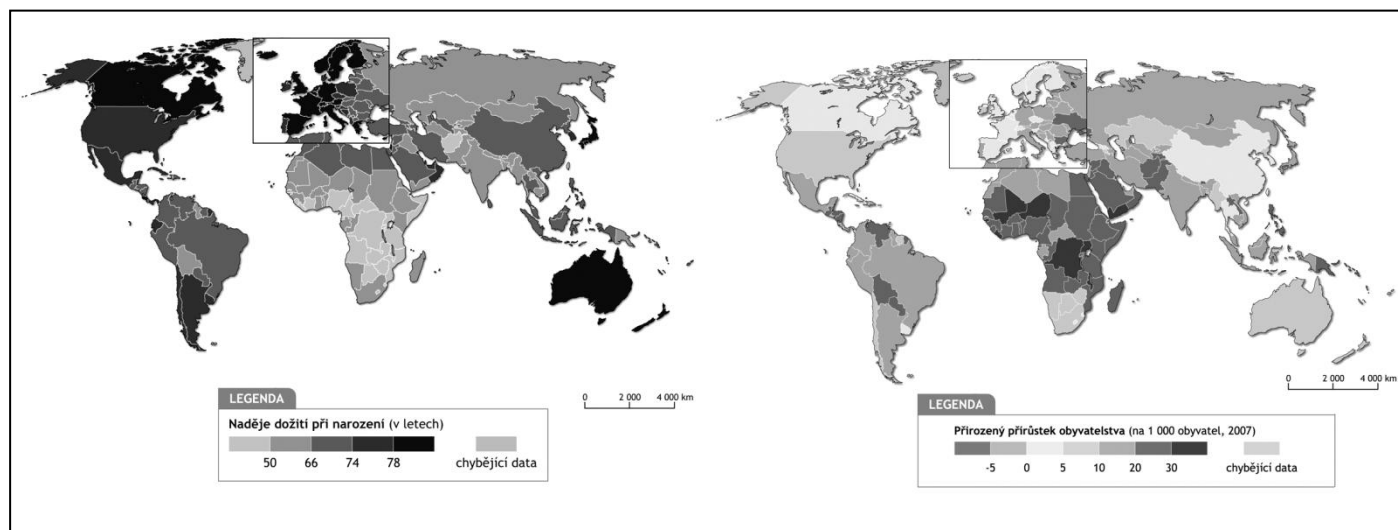 LEGENDA
Naděje dožití při narození (v letech)
50 66 74 78 chybějící data
0 2 000 4 000 km
LEGENDA
Přirozený přírůstek obyvatelstva (na 1 000 obyvatel, 2007)
-5 0 5 10 20 30 chybějící data
0 2 000 4 000 km